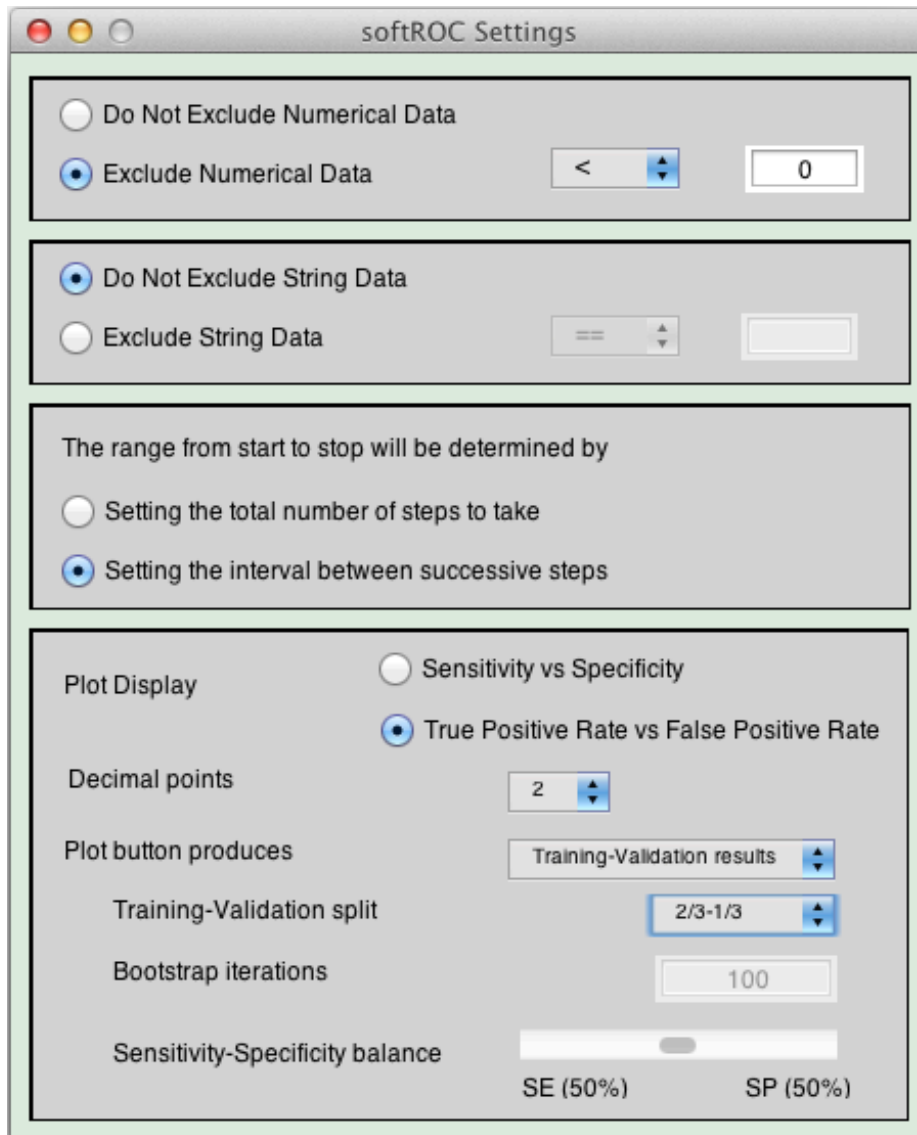 softROC Settings
Do Not Exclude Numerical Data
Exclude Numerical Data < 0
Do Not Exclude String Data
Exclude String Data ==
The range from start to stop will be determined by
Setting the total number of steps to take
Setting the interval between successive steps
Plot Display
Sensitivity vs Specificity
True Positive Rate vs False Positive Rate
Decimal points 2
Plot button produces Training-Validation results
Training-Validation split 2/3-1/3
Bootstrap iterations 100
Sensitivity-Specificity balance
SE (50%) SP (50%)